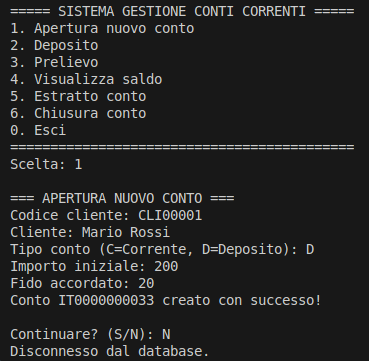 ===== SISTEMA GESTIONE CONTI CORRENTI =====
1. Apertura nuovo conto
2. Deposito
3. Prelievo
4. Visualizza saldo
5. Estratto conto
6. Chiusura conto
0. Esci
===========================================
Scelta: 1

=== APERTURA NUOVO CONTO ===
Codice cliente: CLI00001
Cliente: Mario Rossi
Tipo conto (C=Corrente, D=Deposito): D
Importo iniziale: 200
Fido accordato: 20
Conto IT0000000033 creato con successo!

Continuare? (S/N): N
Disconnesso dal database.